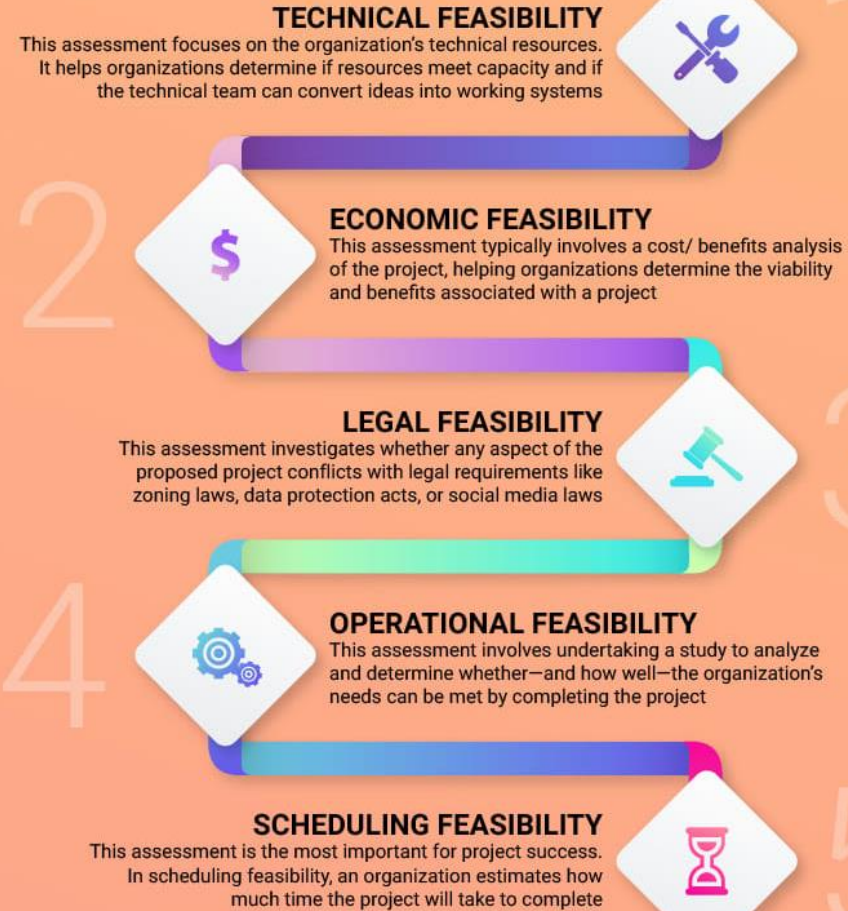 TECHNICAL FEASIBILITY
This assessment focuses on the organization's technical resources.
It helps organizations determine if resources meet capacity and if
the technical team can convert ideas into working systems
2
$
ECONOMIC FEASIBILITY
This assessment typically involves a cost/ benefits analysis
of the project, helping organizations determine the viability
and benefits associated with a project
LEGAL FEASIBILITY
This assessment investigates whether any aspect of the
proposed project conflicts with legal requirements like
zoning laws, data protection acts, or social media laws
3
4
OPERATIONAL FEASIBILITY
This assessment involves undertaking a study to analyze
and determine whether—and how well—the organization's
needs can be met by completing the project
SCHEDULING FEASIBILITY
This assessment is the most important for project success.
In scheduling feasibility, an organization estimates how
much time the project will take to complete
5